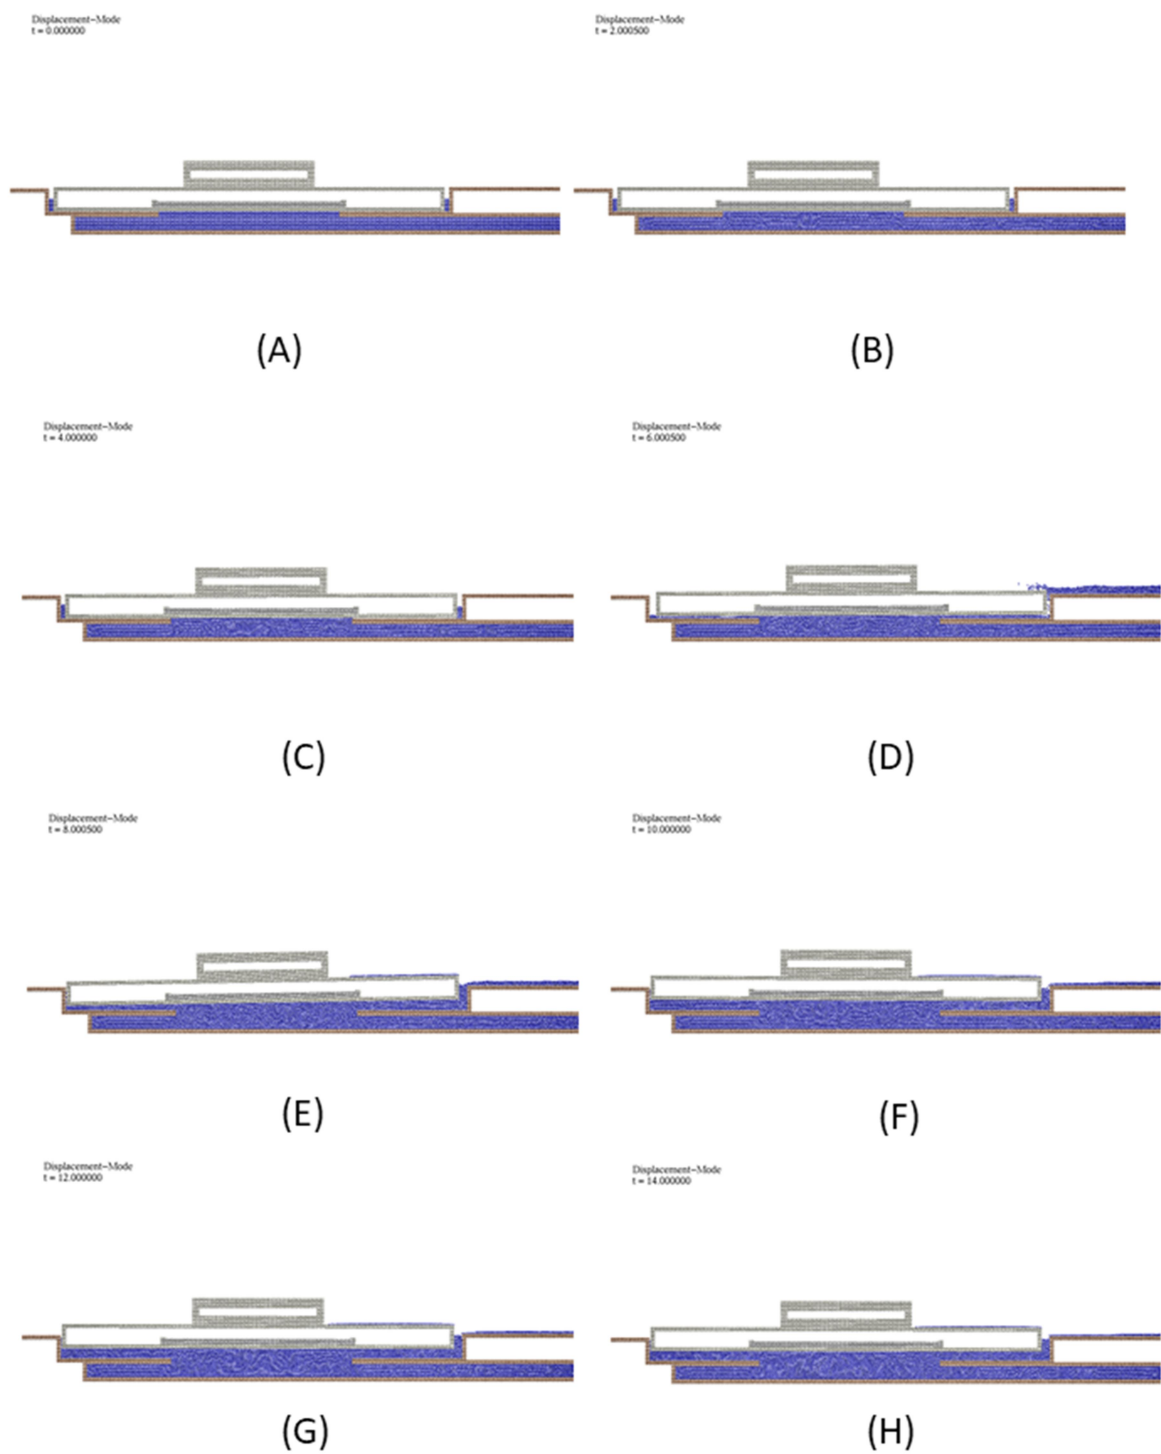 Displacement-Mode
t = 0.000000
(A)
Displacement-Mode
t = 2.000500
(B)
Displacement-Mode
t = 4.000000
(C)
Displacement-Mode
t = 6.000500
(D)
Displacement-Mode
t = 8.000500
(E)
Displacement-Mode
t = 10.000000
(F)
Displacement-Mode
t = 12.000000
(G)
Displacement-Mode
t = 14.000000
(H)